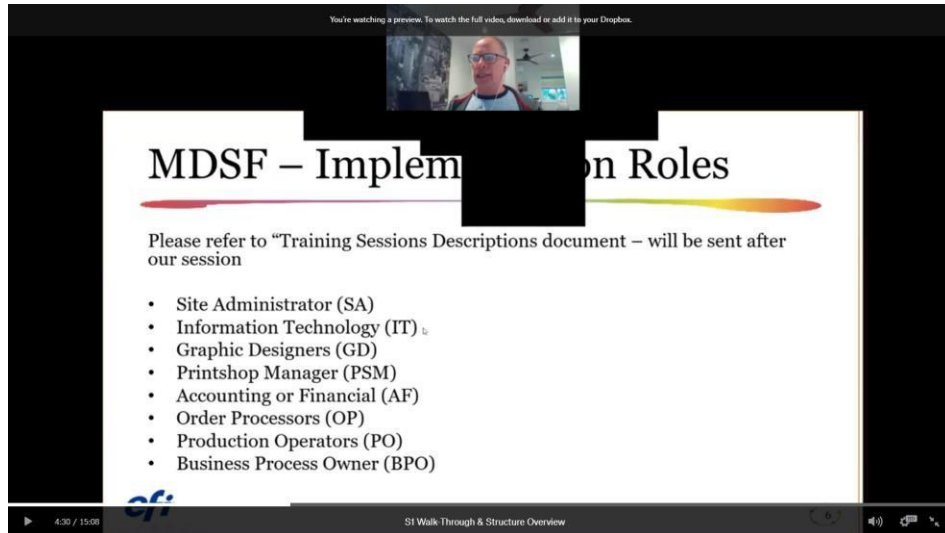 You're watching a preview. To watch the full video, download or add it to your Dropbox.
MDSF – Implem on Roles
Please refer to “Training Sessions Descriptions document – will be sent after
our session
• Site Administrator (SA)
• Information Technology (IT)
• Graphic Designers (GD)
• Printshop Manager (PSM)
• Accounting or Financial (AF)
• Order Processors (OP)
• Production Operators (PO)
• Business Process Owner (BPO)
efi
6
4:30 / 15:08
S1 Walk-Through & Structure Overview